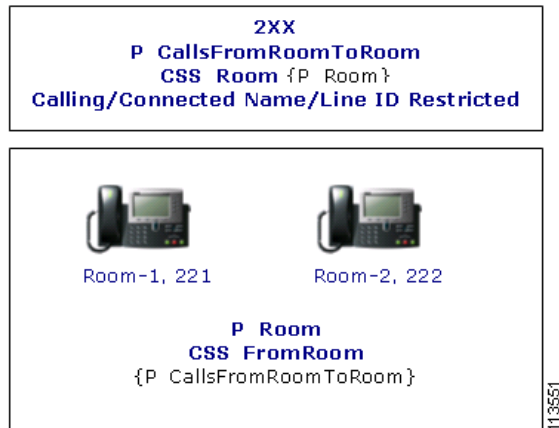 2XX
P CallsFromRoomToRoom
CSS Room {P Room}
Calling/Connected Name/Line ID Restricted
Room-1, 221
Room-2, 222
P Room
CSS FromRoom
{P CallsFromRoomToRoom}
113551